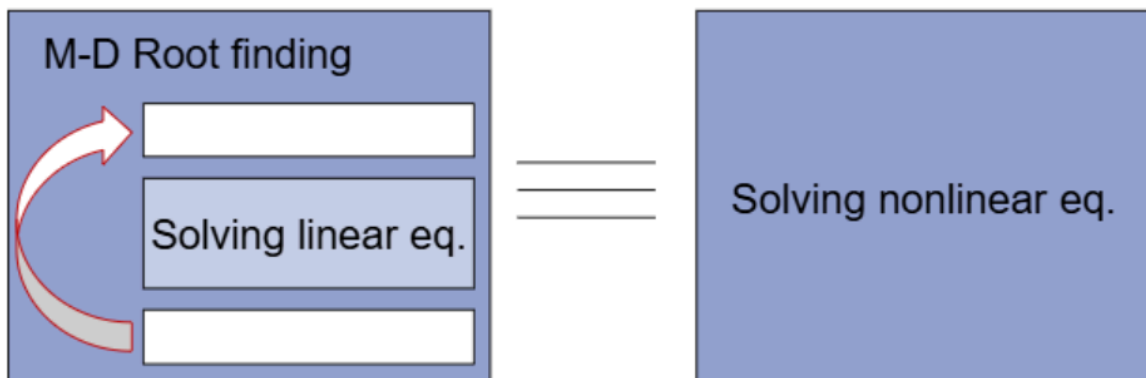 M-D Root finding
Solving linear eq.
Solving nonlinear eq.